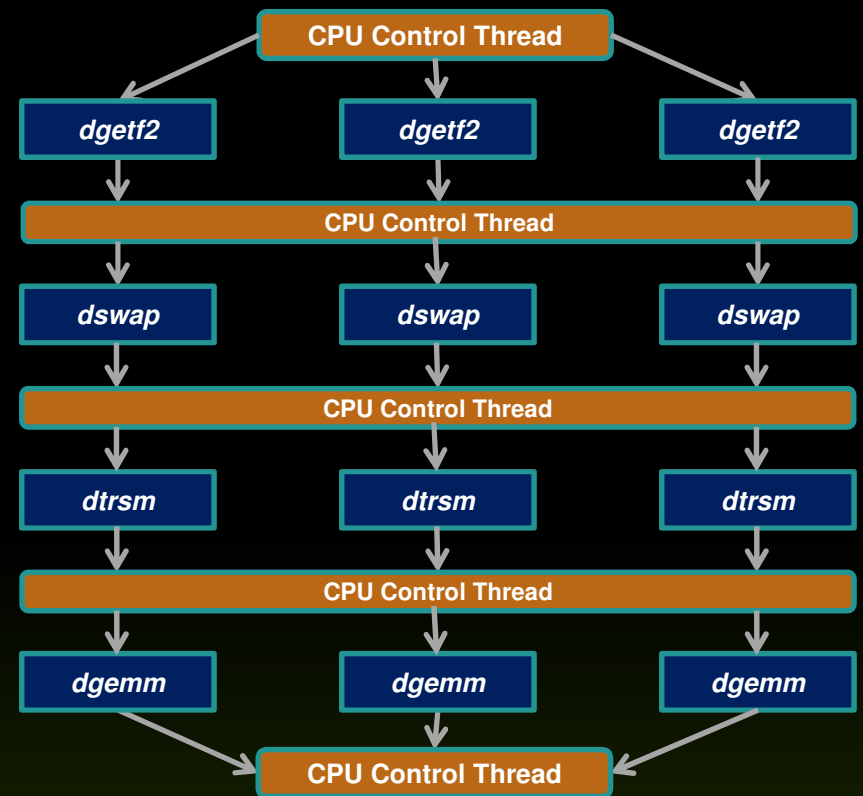 CPU Control Thread
dgetf2 dgetf2 dgetf2
CPU Control Thread
dswap dswap dswap
CPU Control Thread
dtrsm dtrsm dtrsm
CPU Control Thread
dgemm dgemm dgemm
CPU Control Thread